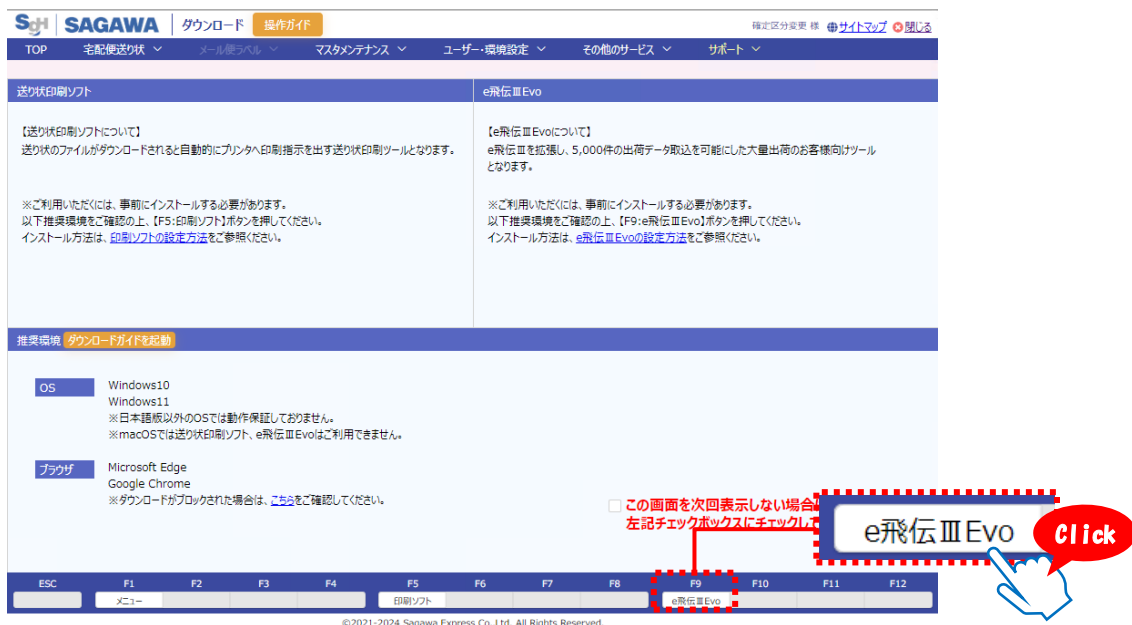 SGH SAGAWA ダウンロード 操作ガイド 確定区分変更 様 サイトマップ 閉じる
TOP 宅配便送り状 メール便ラベル マスタメンテナンス ユーザー・環境設定 その他のサービス サポート
送り状印刷ソフト
【送り状印刷ソフトについて】
送り状のファイルがダウンロードされると自動的にプリンタへ印刷指示を出す送り状印刷ツールとなります。
※ご利用いただくには、事前にインストールする必要があります。
以下推奨環境をご確認の上、【F5:印刷ソフト】ボタンを押してください。
インストール方法は、印刷ソフトの設定方法をご参照ください。
e飛伝ⅢEvo
【e飛伝ⅢEvoについて】
e飛伝Ⅲを拡張し、5,000件の出荷データ取込を可能にした大量出荷のお客様向けツール
となります。
※ご利用いただくには、事前にインストールする必要があります。
以下推奨環境をご確認の上、【F9:e飛伝ⅢEvo】ボタンを押してください。
インストール方法は、e飛伝ⅢEvoの設定方法をご参照ください。
推奨環境 ダウンロードガイドを起動
OS Windows10
Windows11
※日本語版以外のOSでは動作保証しておりません。
※macOSでは送り状印刷ソフト、e飛伝ⅢEvoはご利用できません。
ブラウザ Microsoft Edge
Google Chrome
※ダウンロードがブロックされた場合は、こちらをご確認してください。
この画面を次回表示しない場合
左記チェックボックスにチェックして
e飛伝ⅢEvo
Click
ESC F1 F2 F3 F4 F5 F6 F7 F8 F9 F10 F11 F12
メニュー 印刷ソフト e飛伝ⅢEvo
©2021-2024 Sagawa Express Co.,Ltd. All Rights Reserved.